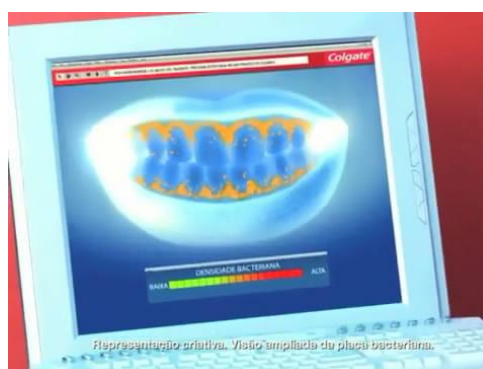 Colgate
DENSIDADE BACTERIANA
BAIXA
ALTA
Representação criativa. Visão ampliada da placa bacteriana.